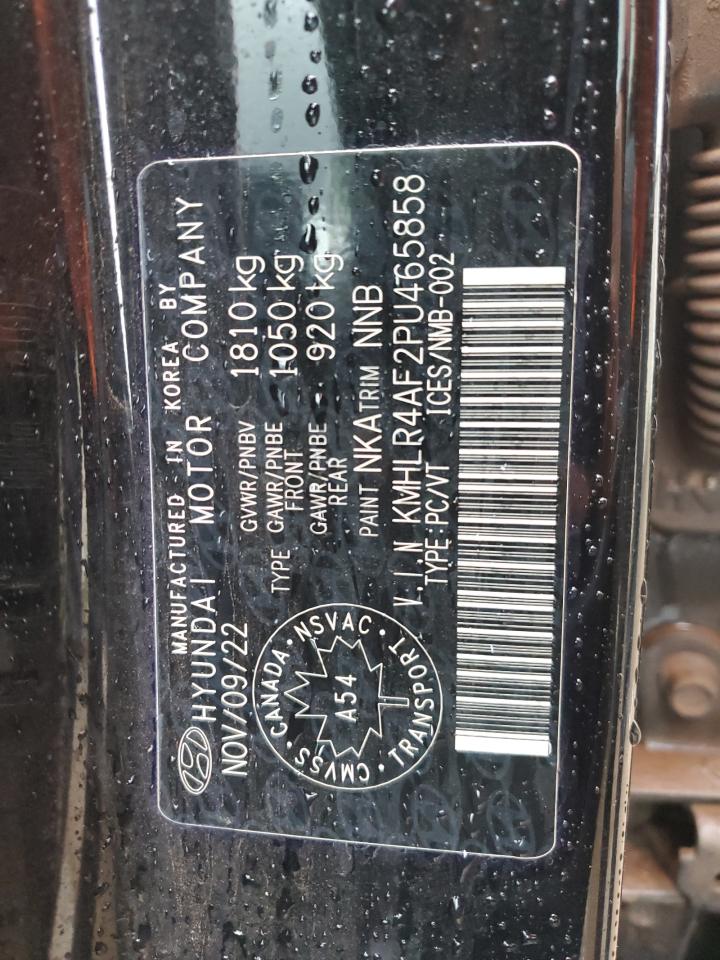 MANUFACTURED IN KOREA BY
HYUNDAI MOTOR COMPANY
NOV/09/22
GVWR/PNBV 1810 kg
TYPE GAWR/PNBE FRONT 1050 kg
GAWR/PNBE REAR 920 kg
PAINT NKA TRIM NNB
V.I.N KMHLR4AF2PU465858
TYPE:PC/VT ICES/NMB-002
CANADA · NSVAC · TRANSPORT · CMVSS ·
A54